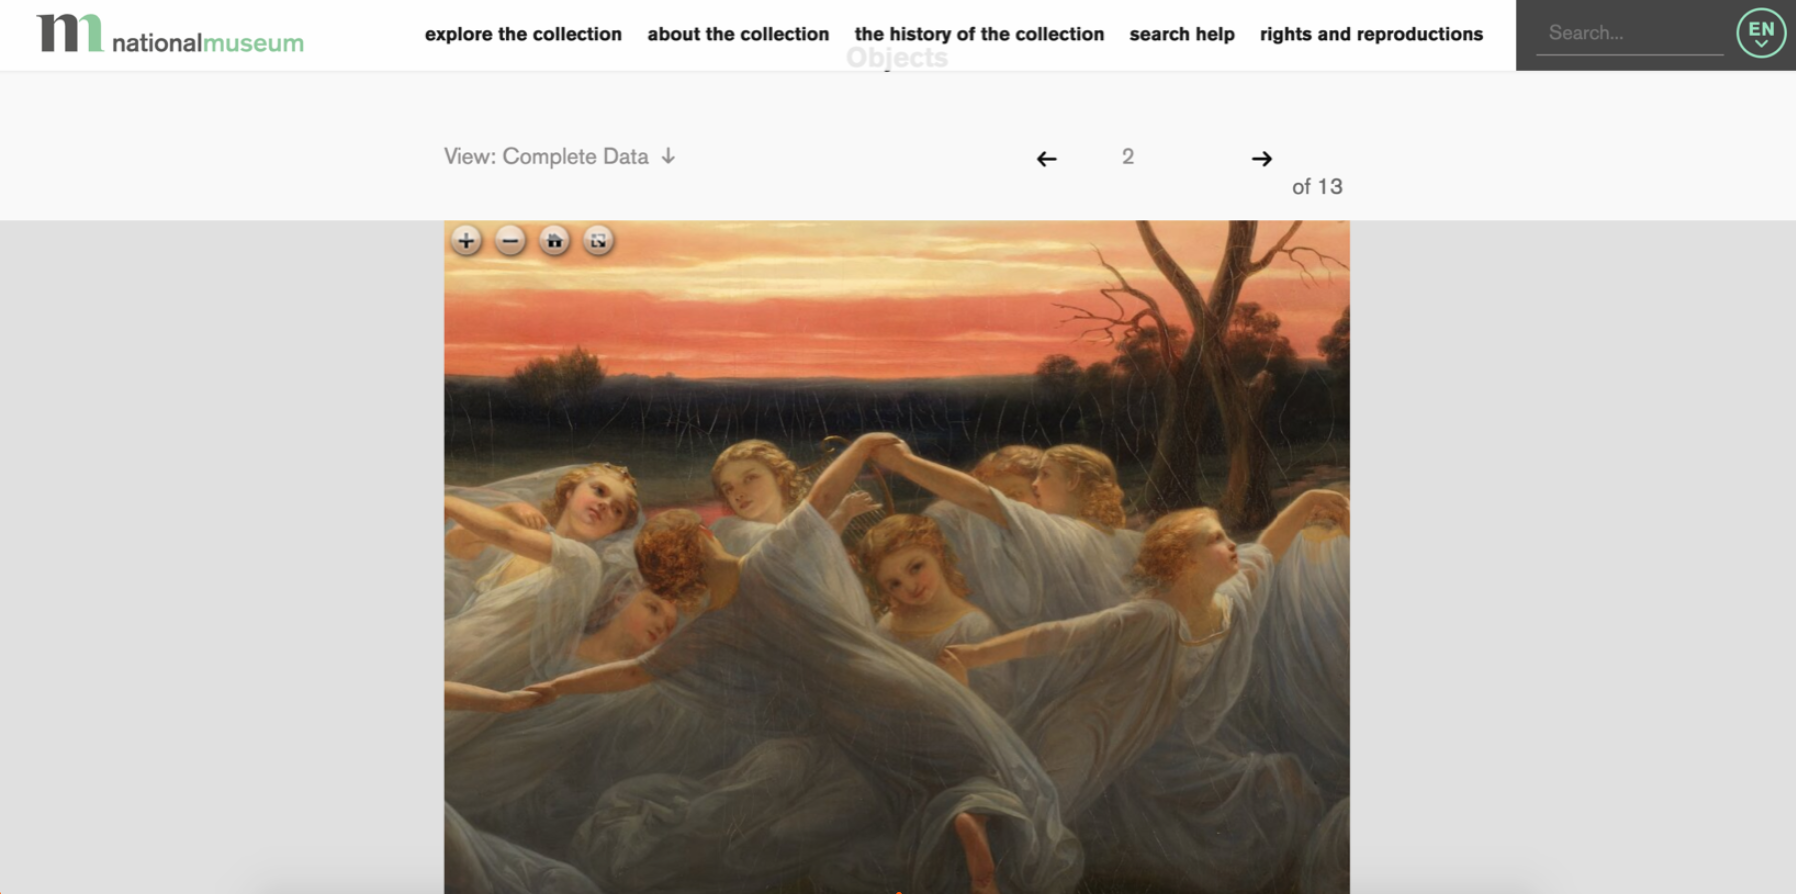 m nationalmuseum
explore the collection about the collection the history of the collection search help rights and reproductions
Search...
EN
Objects
View: Complete Data ↓
← 2 →
of 13